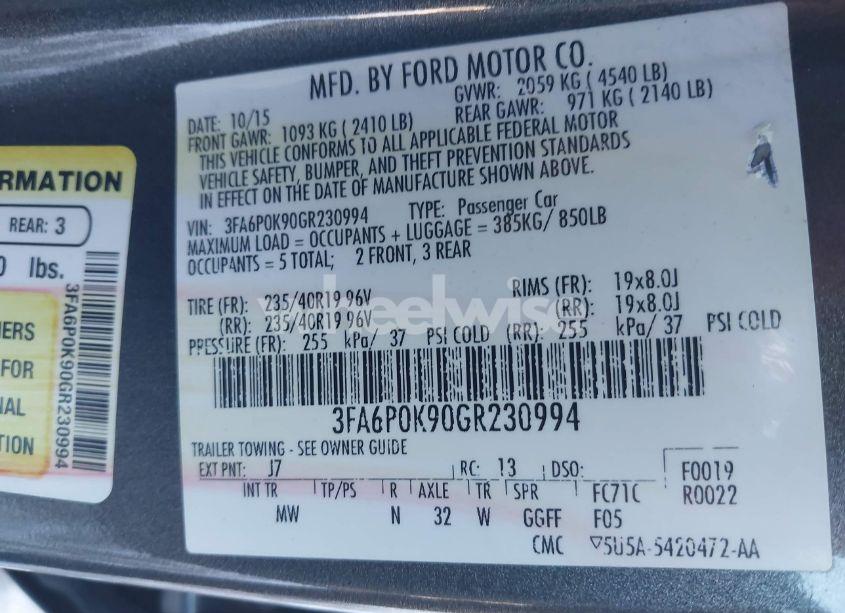 MFD. BY FORD MOTOR CO.
DATE: 10/15 GVWR: 2059 KG ( 4540 LB)
FRONT GAWR: 1093 KG ( 2410 LB) REAR GAWR: 971 KG ( 2140 LB)
THIS VEHICLE CONFORMS TO ALL APPLICABLE FEDERAL MOTOR
VEHICLE SAFETY, BUMPER, AND THEFT PREVENTION STANDARDS
IN EFFECT ON THE DATE OF MANUFACTURE SHOWN ABOVE.
VIN: 3FA6P0K90GR230994 TYPE: Passenger Car
MAXIMUM LOAD = OCCUPANTS + LUGGAGE = 385KG/ 850LB
OCCUPANTS = 5 TOTAL; 2 FRONT, 3 REAR
TIRE (FR): 235/40R19 96V RIMS (FR): 19x8.0J
(RR): 235/40R19 96V (RR): 19x8.0J
PRESSURE (FR): 255 kPa/ 37 PSI COLD (RR): 255 kPa/ 37 PSI COLD
3FA6P0K90GR230994
TRAILER TOWING - SEE OWNER GUIDE
EXT PNT: J7 RC: 13 DSO: F0019
INT TR TP/PS R AXLE TR SPR FC71C R0022
MW N 32 W GGFF F05
CMC 5U5A-5420472-AA
RMATION
REAR: 3
0 lbs.
3FA6P0K90GR230994
NERS
FOR
NAL
TION
wheelwise